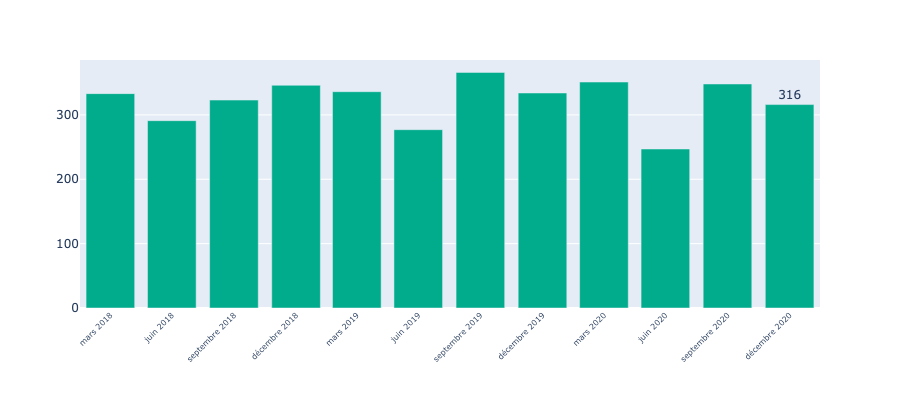 316
300
200
100
0
mars 2018
juin 2018
septembre 2018
décembre 2018
mars 2019
juin 2019
septembre 2019
décembre 2019
mars 2020
juin 2020
septembre 2020
décembre 2020